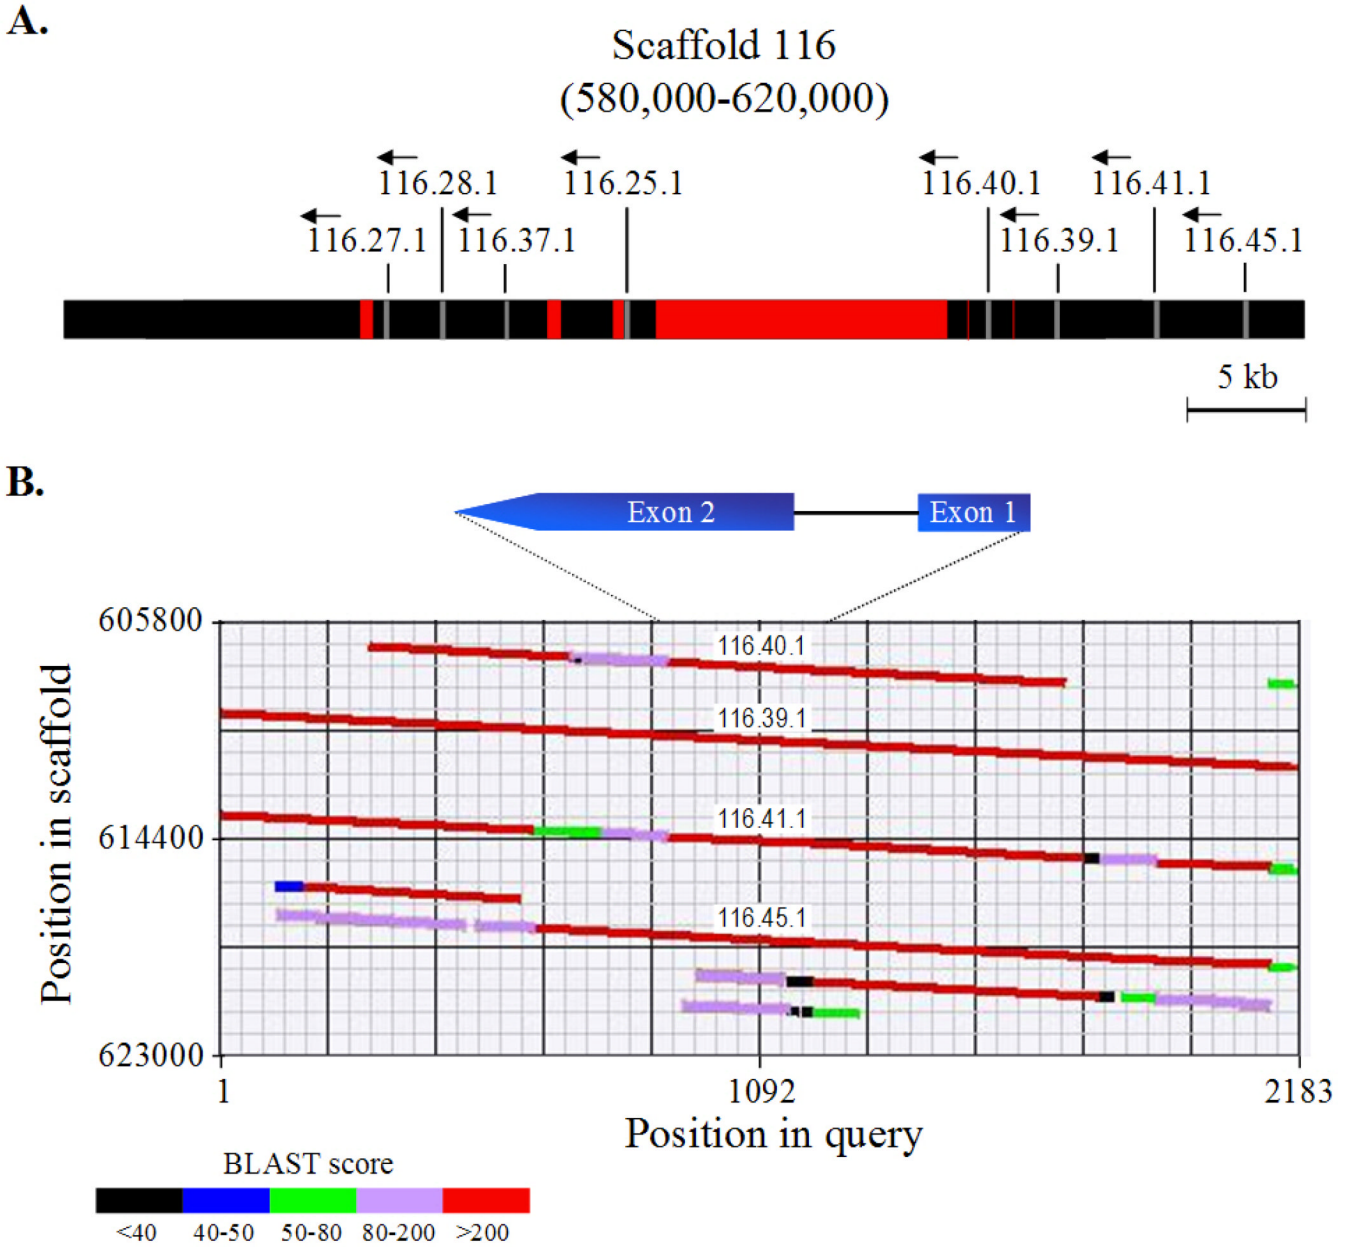 A.
Scaffold 116
(580,000-620,000)
116.28.1 116.25.1 116.40.1 116.41.1
116.27.1 116.37.1 116.39.1 116.45.1
5 kb
B.
Exon 2 Exon 1
605800
116.40.1
116.39.1
116.41.1
614400
116.45.1
623000
Position in scaffold
1 1092 2183
Position in query
BLAST score
<40 40-50 50-80 80-200 >200